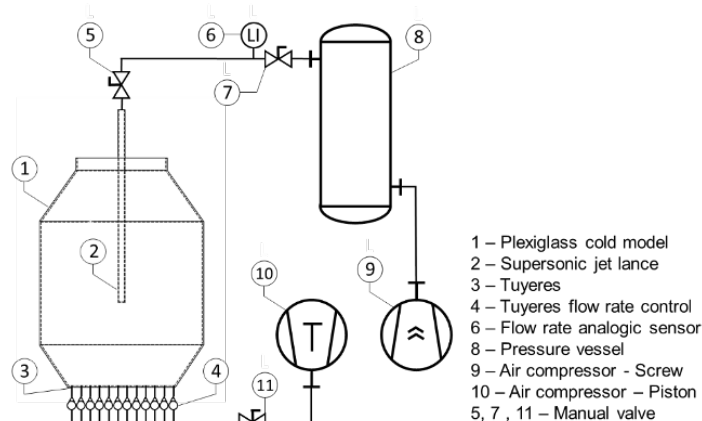 5
6
LI
8
7
1
2
10
9
3
4
11
1 – Plexiglass cold model
2 – Supersonic jet lance
3 – Tuyeres
4 – Tuyeres flow rate control
6 – Flow rate analogic sensor
8 – Pressure vessel
9 – Air compressor - Screw
10 – Air compressor – Piston
5, 7 , 11 – Manual valve